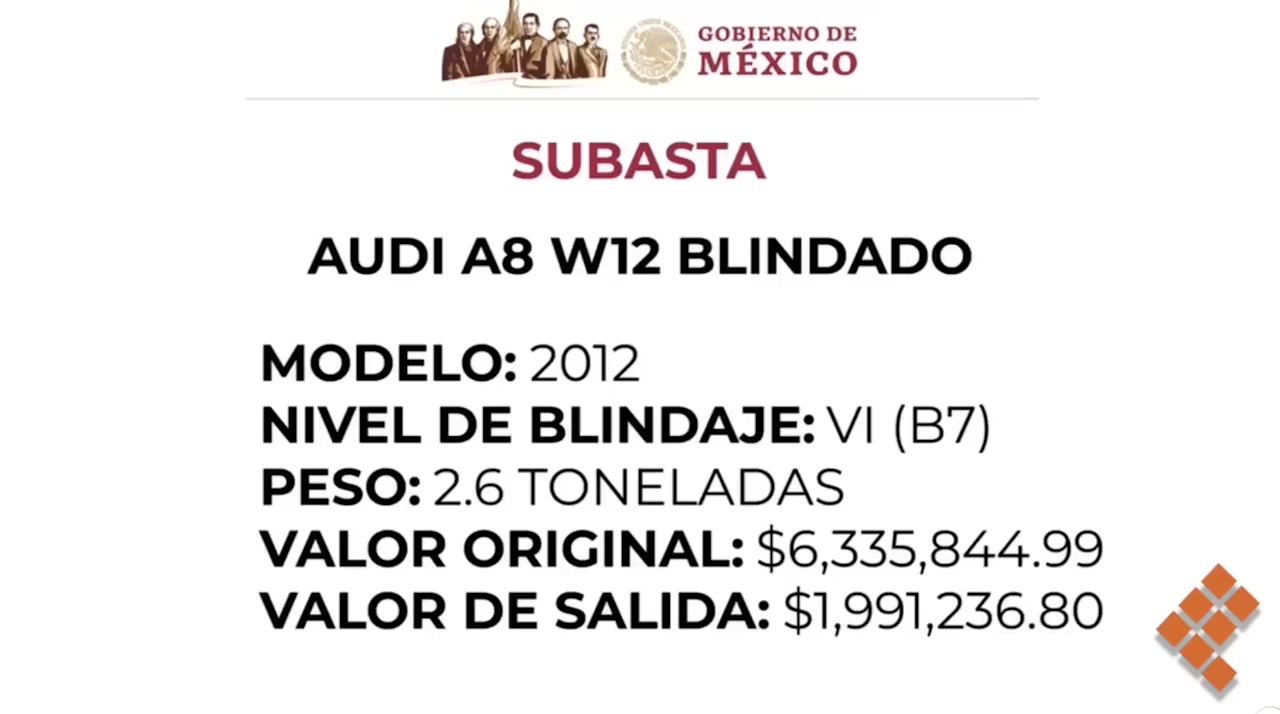 GOBIERNO DE
MÉXICO
SUBASTA
AUDI A8 W12 BLINDADO
MODELO: 2012
NIVEL DE BLINDAJE: VI (B7)
PESO: 2.6 TONELADAS
VALOR ORIGINAL: $6,335,844.99
VALOR DE SALIDA: $1,991,236.80